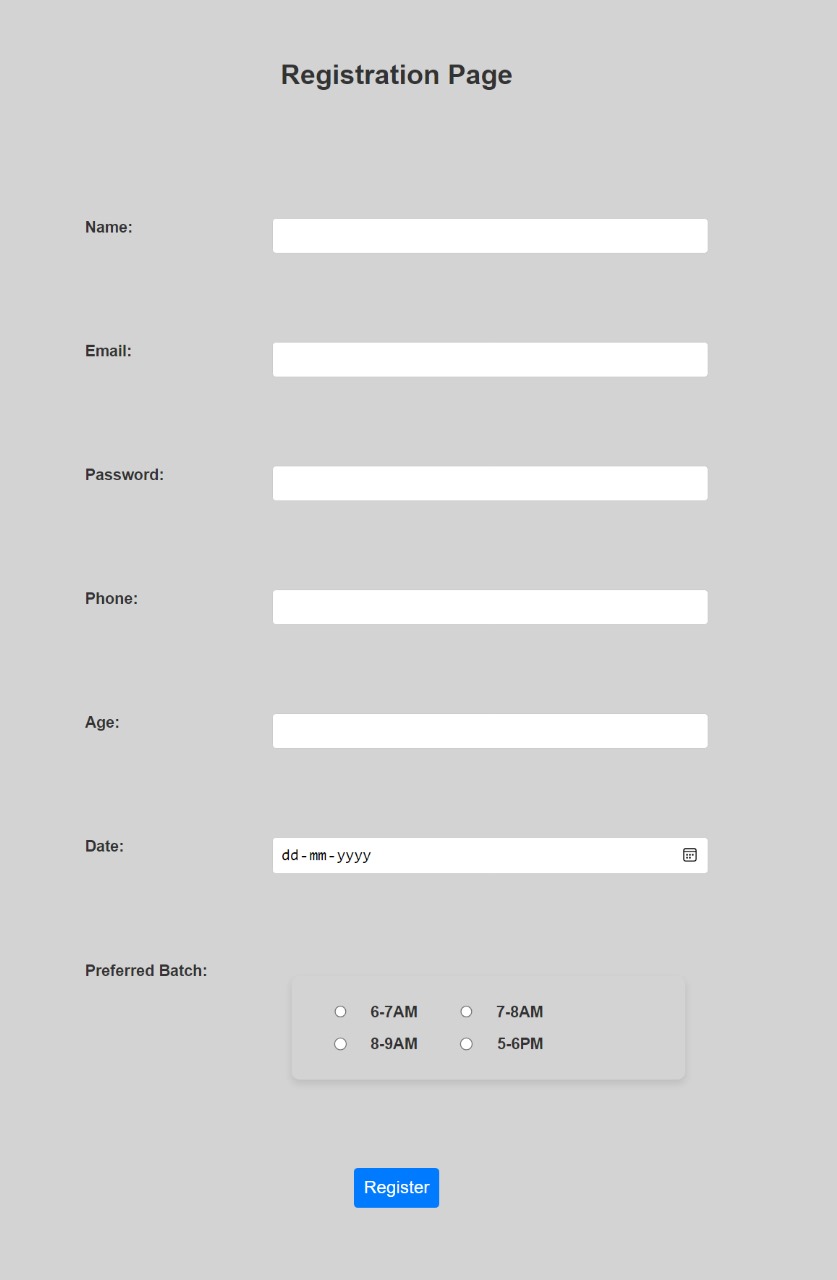 Registration Page
Name:
Email:
Password:
Phone:
Age:
Date: dd-mm-yyyy
Preferred Batch:
6-7AM 7-8AM
8-9AM 5-6PM
Register